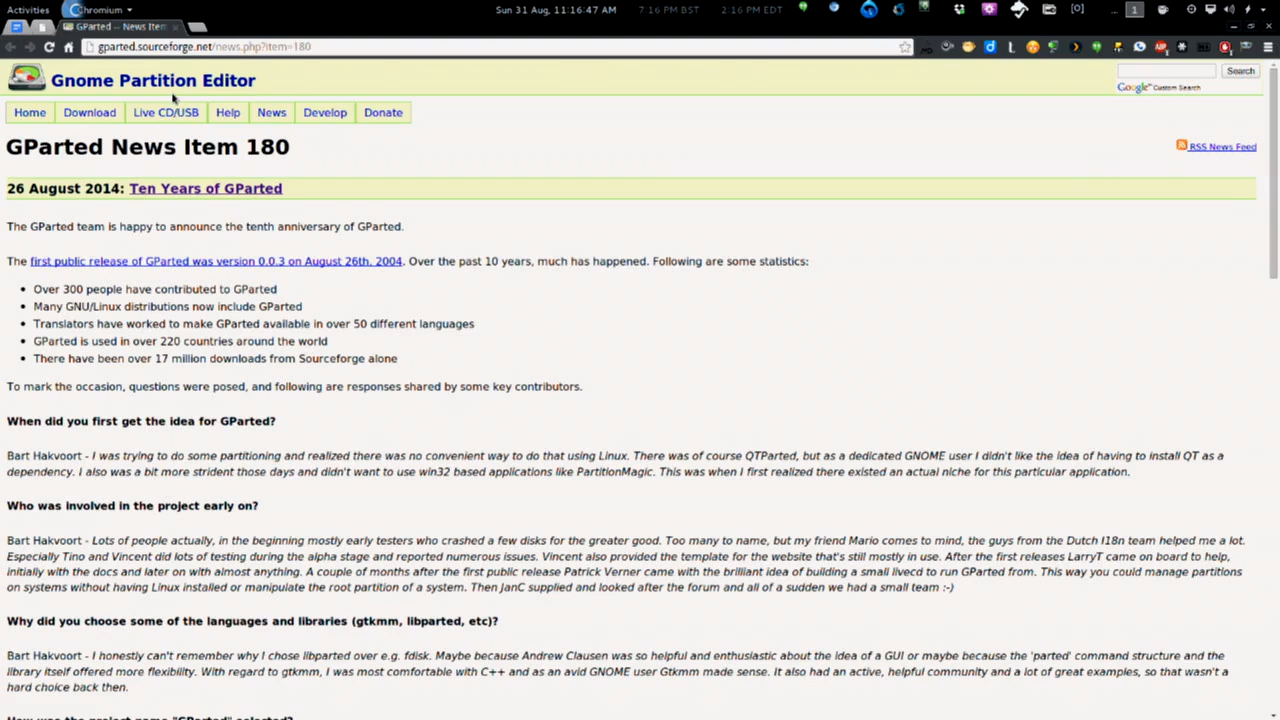 Activities Chromium Sun 31 Aug, 11:16:47 AM 7:16 PM BST 2:16 PM EDT 1
GParted -- News Item
gparted.sourceforge.net/news.php?item=180
Gnome Partition Editor
Search
Google™ Custom Search
Home Download Live CD/USB Help News Develop Donate
GParted News Item 180
RSS News Feed
26 August 2014: Ten Years of GParted
The GParted team is happy to announce the tenth anniversary of GParted.
The first public release of GParted was version 0.0.3 on August 26th, 2004. Over the past 10 years, much has happened. Following are some statistics:
• Over 300 people have contributed to GParted
• Many GNU/Linux distributions now include GParted
• Translators have worked to make GParted available in over 50 different languages
• GParted is used in over 220 countries around the world
• There have been over 17 million downloads from Sourceforge alone
To mark the occasion, questions were posed, and following are responses shared by some key contributors.
When did you first get the idea for GParted?
Bart Hakvoort - I was trying to do some partitioning and realized there was no convenient way to do that using Linux. There was of course QTParted, but as a dedicated GNOME user I didn't like the idea of having to install QT as a
dependency. I also was a bit more strident those days and didn't want to use win32 based applications like PartitionMagic. This was when I first realized there existed an actual niche for this particular application.
Who was involved in the project early on?
Bart Hakvoort - Lots of people actually, in the beginning mostly early testers who crashed a few disks for the greater good. Too many to name, but my friend Mario comes to mind, the guys from the Dutch I18n team helped me a lot.
Especially Tino and Vincent did lots of testing during the alpha stage and reported numerous issues. Vincent also provided the template for the website that's still mostly in use. After the first releases LarryT came on board to help,
initially with the docs and later on with almost anything. A couple of months after the first public release Patrick Verner came with the brilliant idea of building a small livecd to run GParted from. This way you could manage partitions
on systems without having Linux installed or manipulate the root partition of a system. Then JanC supplied and looked after the forum and all of a sudden we had a small team :-)
Why did you choose some of the languages and libraries (gtkmm, libparted, etc)?
Bart Hakvoort - I honestly can't remember why I chose libparted over e.g. fdisk. Maybe because Andrew Clausen was so helpful and enthusiastic about the idea of a GUI or maybe because the 'parted' command structure and the
library itself offered more flexibility. With regard to gtkmm, I was most comfortable with C++ and as an avid GNOME user Gtkmm made sense. It also had an active, helpful community and a lot of great examples, so that wasn't a
hard choice back then.
How was the project name "GParted" selected?